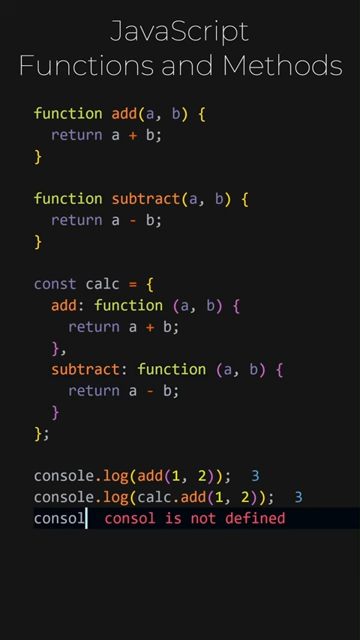 JavaScript
Functions and Methods
function add(a, b) {
  return a + b;
}
function subtract(a, b) {
  return a - b;
}
const calc = {
  add: function (a, b) {
    return a + b;
  },
  subtract: function (a, b) {
    return a - b;
  }
};
console.log(add(1, 2));  3
console.log(calc.add(1, 2));  3
consol  consol is not defined